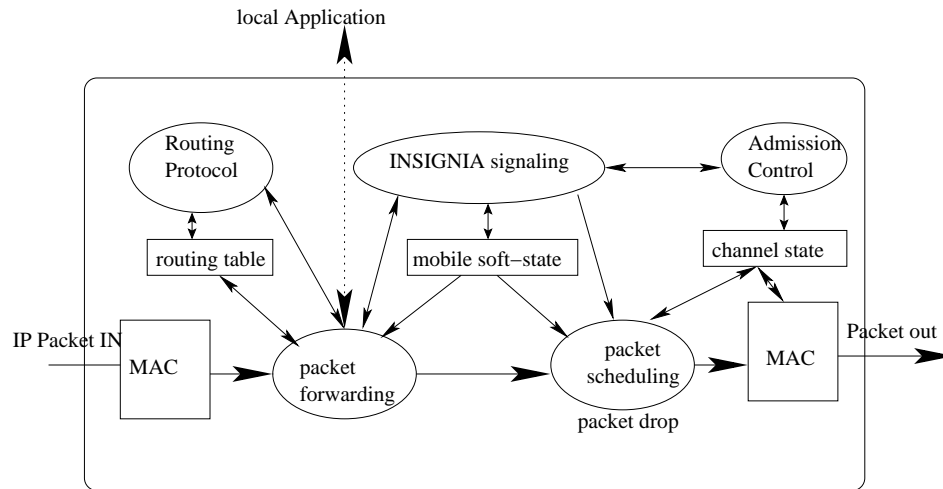 local Application
Routing
Protocol
INSIGNIA signaling
Admission
Control
routing table
mobile soft−state
channel state
IP Packet IN
MAC
packet
forwarding
packet
scheduling
packet drop
MAC
Packet out